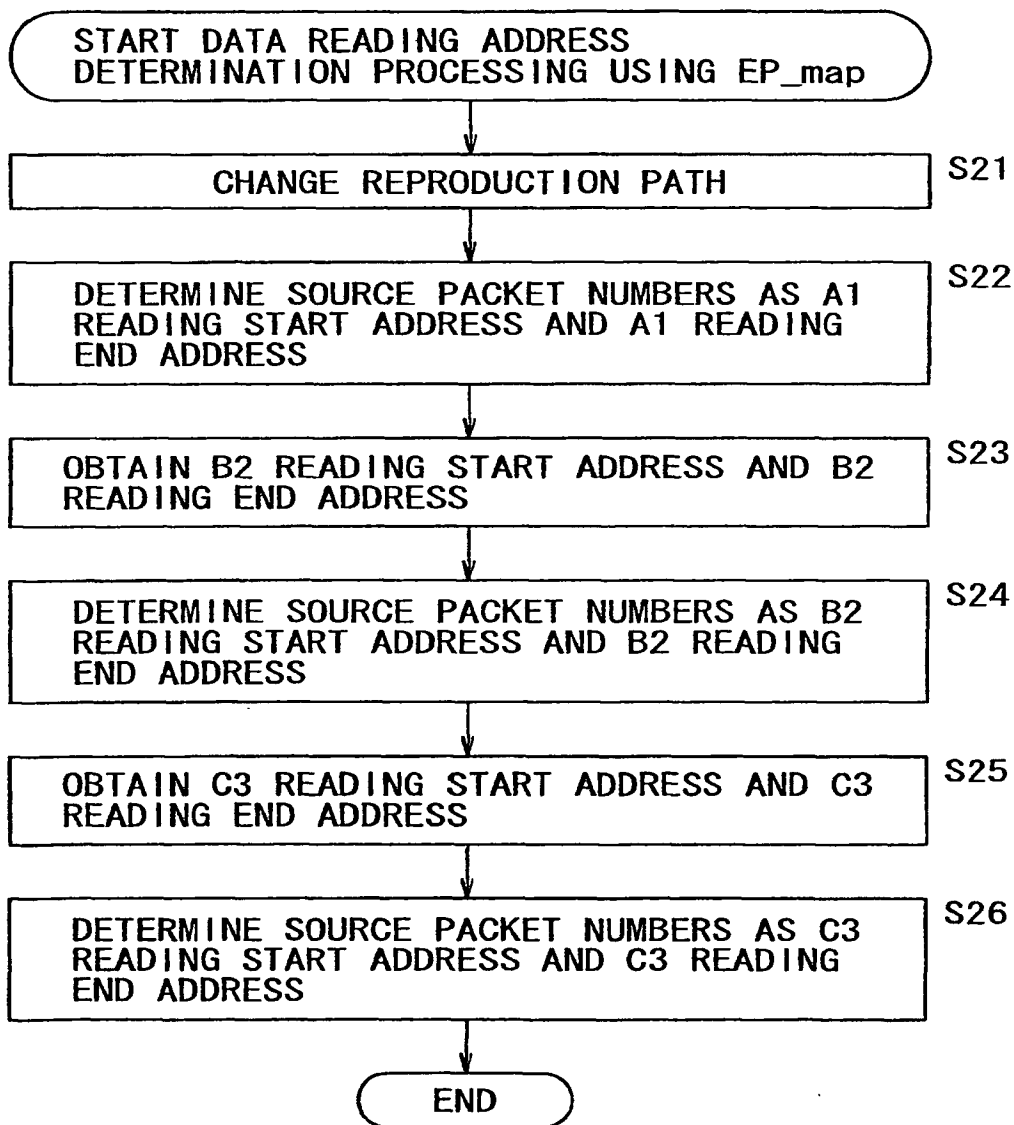 START DATA READING ADDRESS
DETERMINATION PROCESSING USING EP_map
CHANGE REPRODUCTION PATH
S21
DETERMINE SOURCE PACKET NUMBERS AS A1
READING START ADDRESS AND A1 READING
END ADDRESS
S22
OBTAIN B2 READING START ADDRESS AND B2
READING END ADDRESS
S23
DETERMINE SOURCE PACKET NUMBERS AS B2
READING START ADDRESS AND B2 READING
END ADDRESS
S24
OBTAIN C3 READING START ADDRESS AND C3
READING END ADDRESS
S25
DETERMINE SOURCE PACKET NUMBERS AS C3
READING START ADDRESS AND C3 READING
END ADDRESS
S26
END